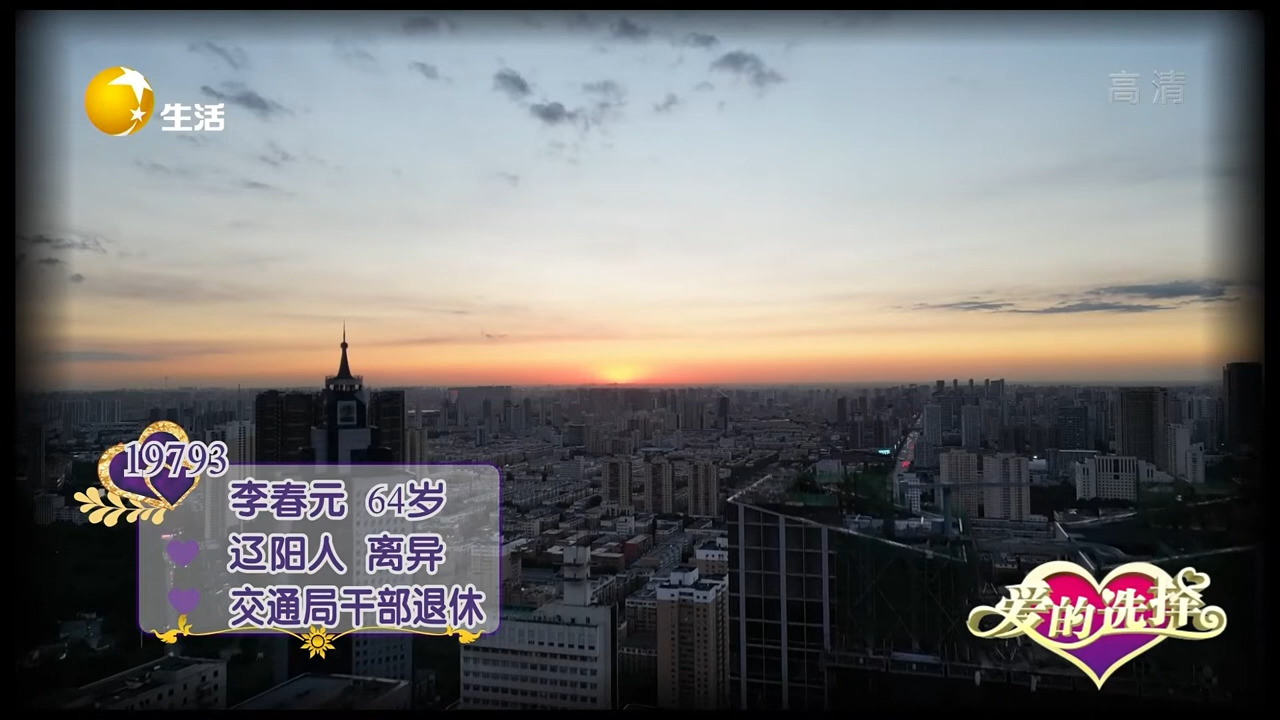 生活
高清
19793
李春元 64岁
辽阳人 离异
交通局干部退休
爱的选择